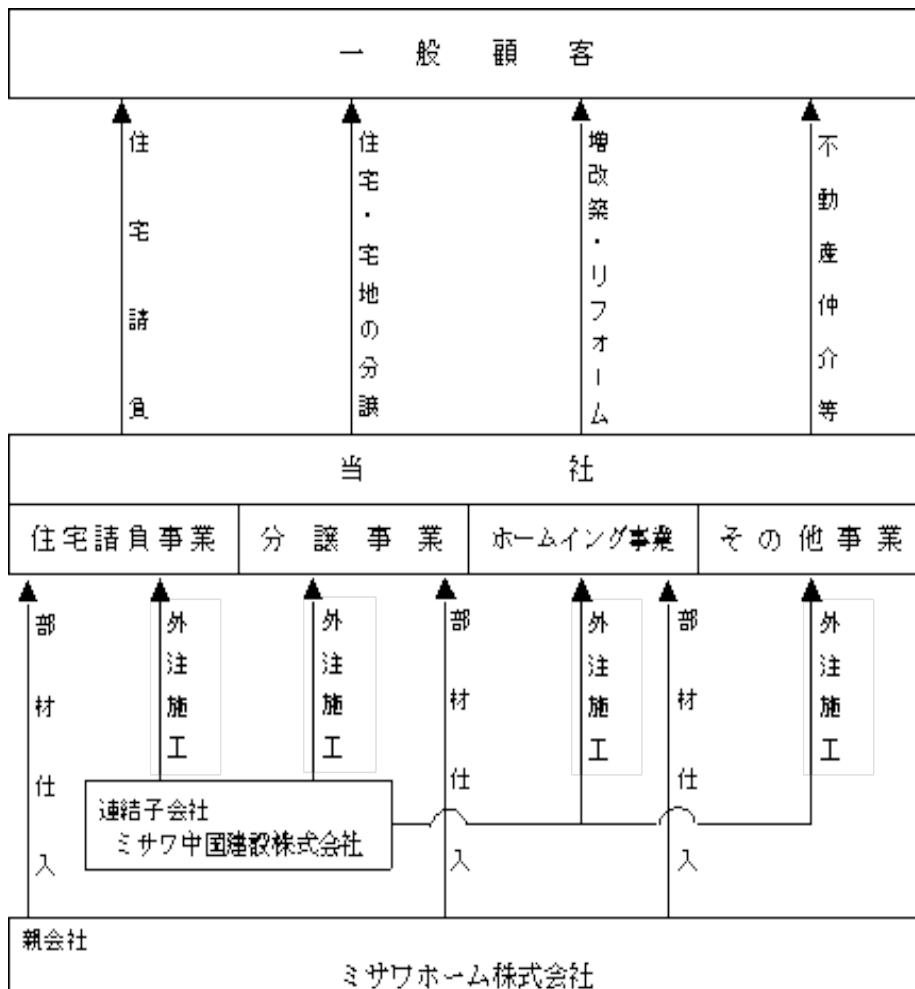 一般顧客
住宅請負
住宅・宅地の分譲
増改築・リフォーム
不動産仲介等
当社
住宅請負事業
分譲事業
ホームイング事業
その他事業
部材仕入
外注施工
外注施工
部材仕入
外注施工
部材仕入
外注施工
連結子会社
ミサワ中国建設株式会社
親会社
ミサワホーム株式会社